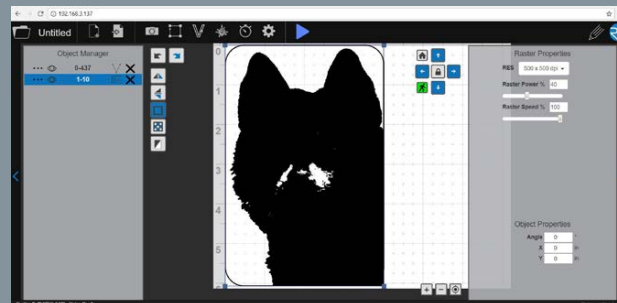 192.168.3.137
Untitled
Object Manager
0-437
1-10
0
1
2
3
4
5
Raster Properties
RES 500 x 500 dpi
Raster Power % 40
Raster Speed % 100
Object Properties
Angle 0
X 0 in
Y 0 in